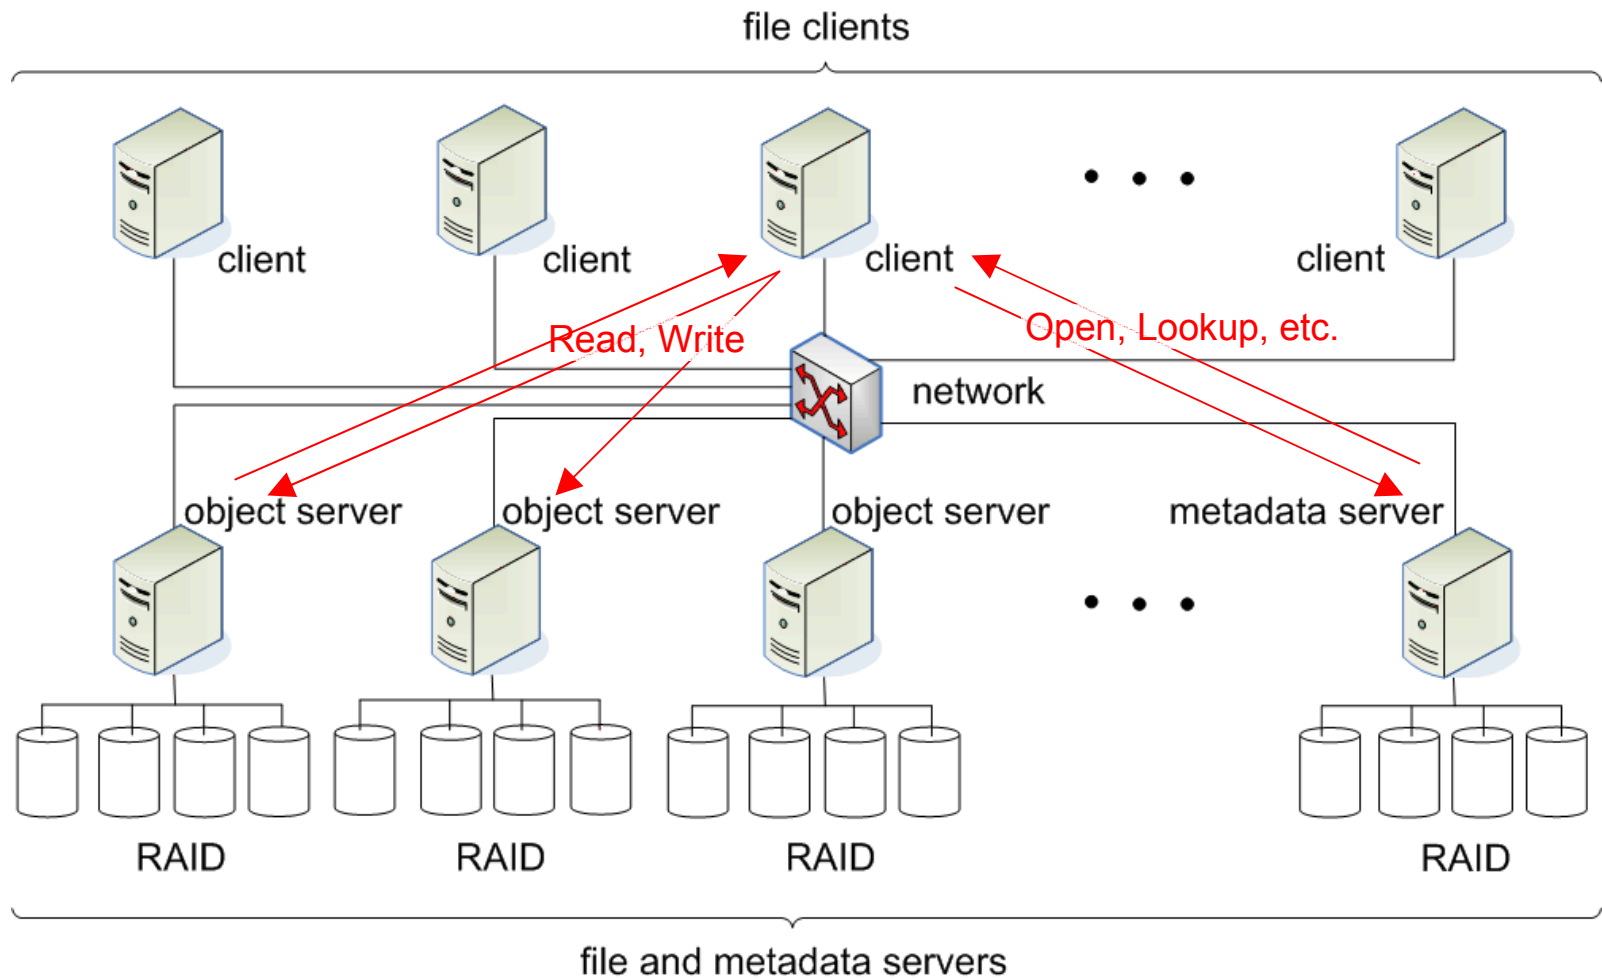 file clients
client
client
client
client
Read, Write
Open, Lookup, etc.
network
object server
object server
object server
metadata server
RAID
RAID
RAID
RAID
file and metadata servers